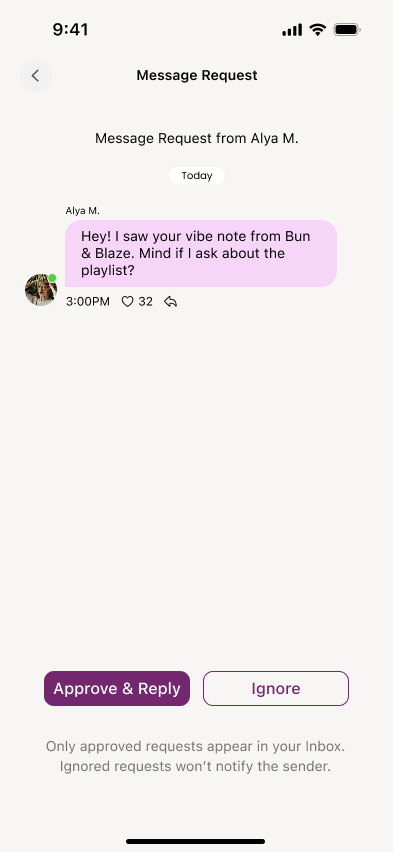 9:41
Message Request
Message Request from Alya M.
Today
Alya M.
Hey! I saw your vibe note from Bun
& Blaze. Mind if I ask about the
playlist?
3:00PM 32
Approve & Reply Ignore
Only approved requests appear in your Inbox.
Ignored requests won’t notify the sender.